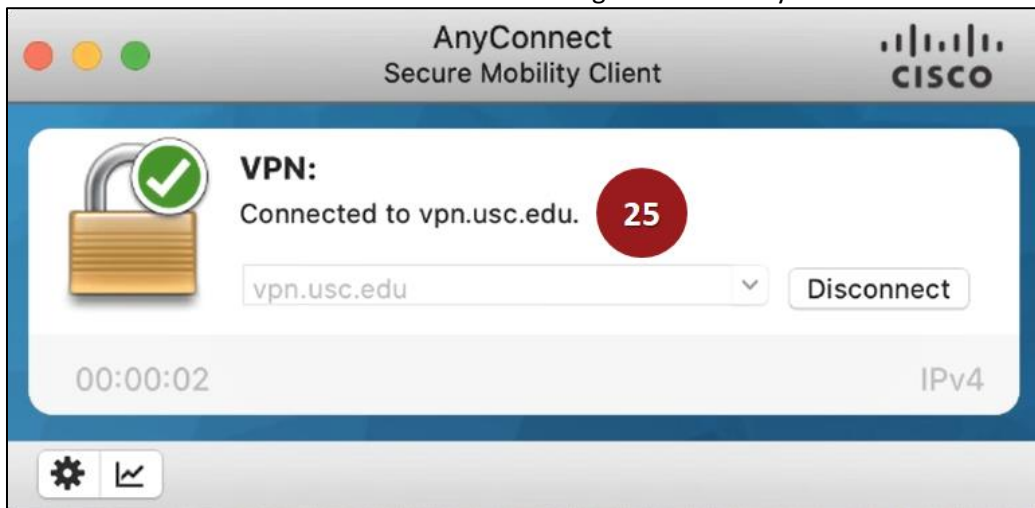 AnyConnect
Secure Mobility Client
CISCO
VPN:
Connected to vpn.usc.edu.
25
vpn.usc.edu
Disconnect
00:00:02
IPv4